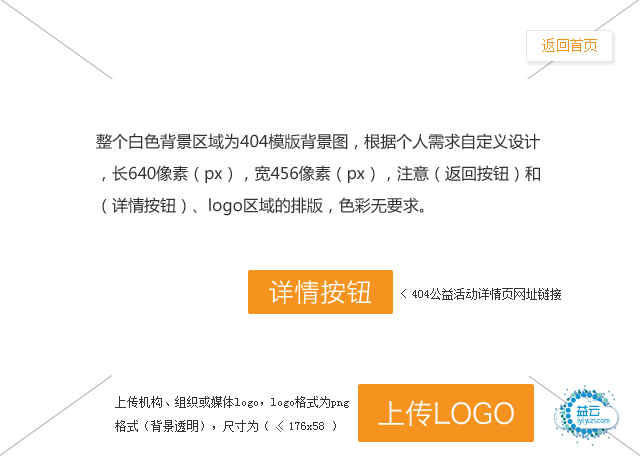 返回首页
整个白色背景区域为404模版背景图，根据个人需求自定义设计
，长640像素（px），宽456像素（px），注意（返回按钮）和
（详情按钮）、logo区域的排版，色彩无要求。
详情按钮
< 404公益活动详情页网址链接
上传机构、组织或媒体logo，logo格式为png
格式（背景透明），尺寸为（ < 176x58 ）
上传LOGO
益云
iyiyun.com